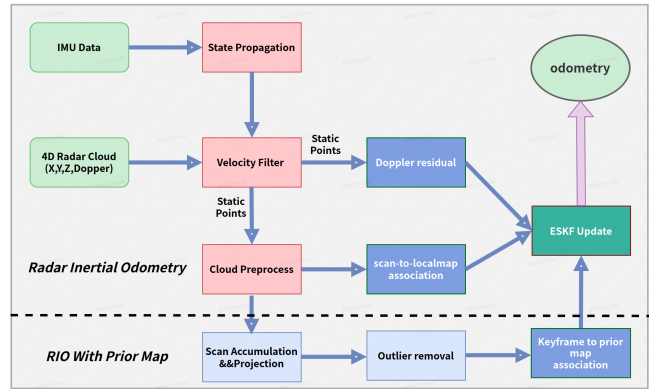 IMU Data
State Propagation
odometry
4D Radar Cloud
(X,Y,Z,Dopper)
Velocity Filter
Static
Points
Doppler residual
Static
Points
ESKF Update
Radar Inertial Odometry
Cloud Preprocess
scan-to-localmap
association
RIO With Prior Map
Scan Accumulation
&&Projection
Outlier removal
Keyframe to prior
map
association